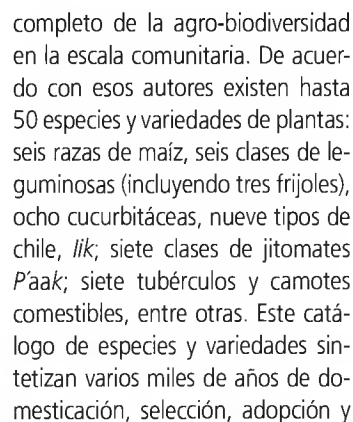 completo de la agro-biodiversidad
en la escala comunitaria. De acuer-
do con esos autores existen hasta
50 especies y variedades de plantas:
seis razas de maíz, seis clases de le-
guminosas (incluyendo tres frijoles),
ocho cucurbitáceas, nueve tipos de
chile, Iik; siete clases de jitomates
P'aak; siete tubérculos y camotes
comestibles, entre otras. Este catá-
logo de especies y variedades sin-
tetizan varios miles de años de do-
mesticación, selección, adopción y